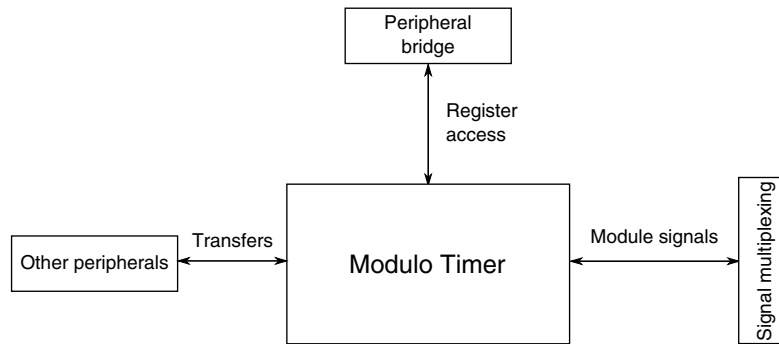 Peripheral
bridge
Register
access
Other peripherals
Transfers
Modulo Timer
Module signals
Signal multiplexing